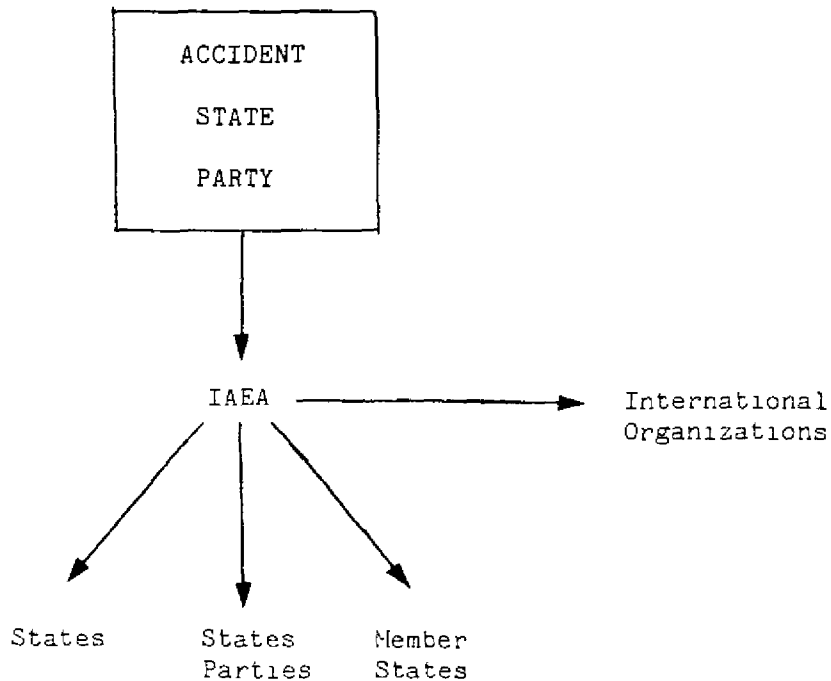 ACCIDENT
STATE
PARTY
IAEA
International
Organizations
States
States
Parties
Member
States